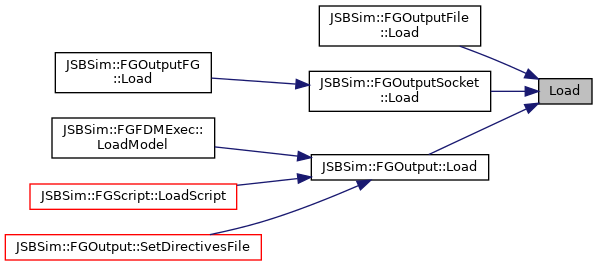 JSBSim::FGOutputFile
::Load
JSBSim::FGOutputFG
::Load
JSBSim::FGOutputSocket
::Load
Load
JSBSim::FGFDMExec::
LoadModel
JSBSim::FGOutput::Load
JSBSim::FGScript::LoadScript
JSBSim::FGOutput::SetDirectivesFile